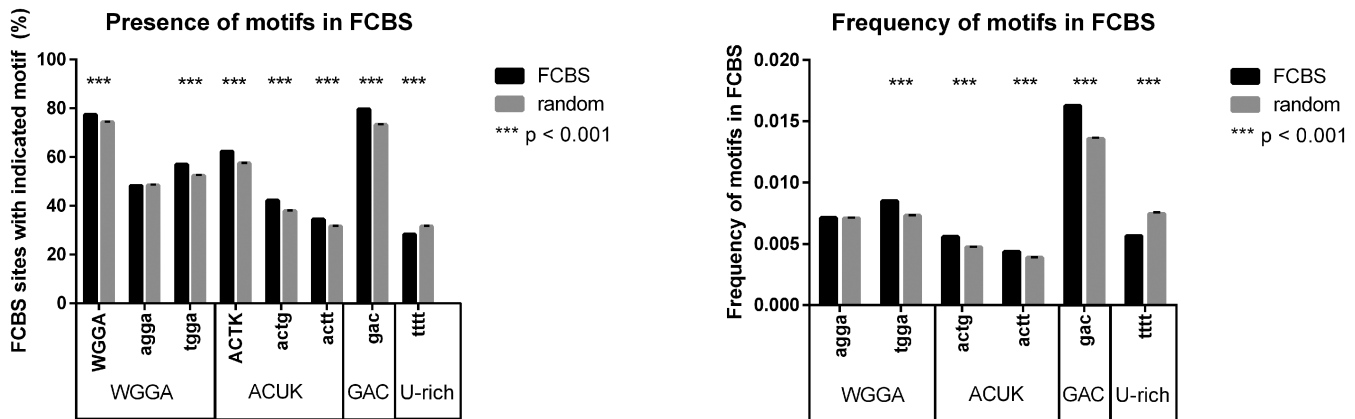 Presence of motifs in FCBS
FCBS sites with indicated motif (%)
100
80
60
40
20
0
*** *** *** *** *** *** ***
FCBS
random
*** p < 0.001
WGGA agga tgga ACTK actg actt gac tttt
WGGA ACUK GAC U-rich
Frequency of motifs in FCBS
Frequency of motifs in FCBS
0.020
0.015
0.010
0.005
0.000
*** *** *** *** ***
FCBS
random
*** p < 0.001
agga tgga actg actt gac tttt
WGGA ACUK GAC U-rich